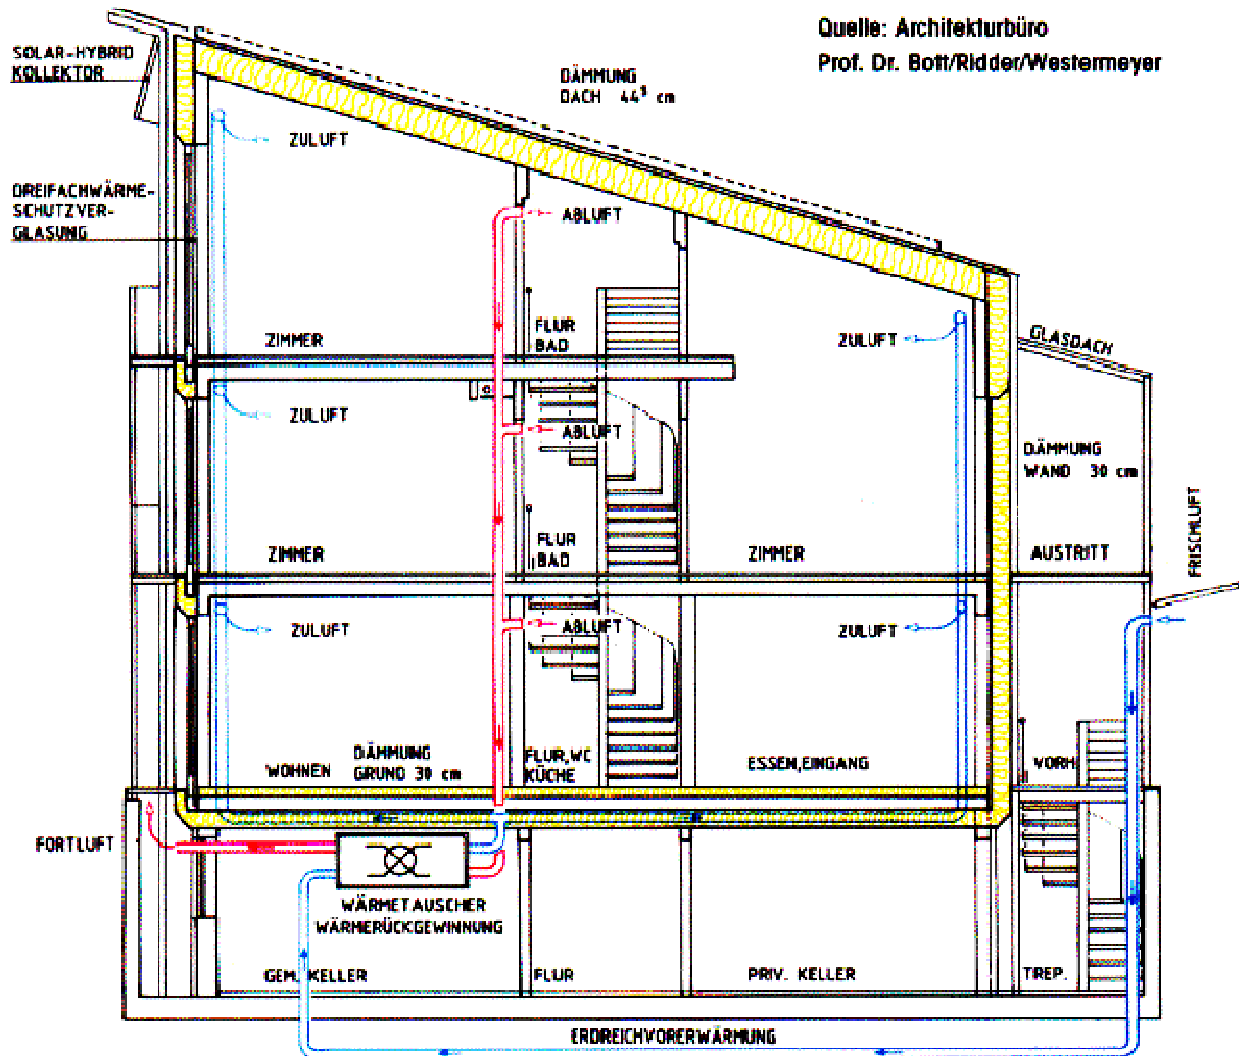 Quelle: Architekturbüro
Prof. Dr. Bott/Ridder/Westermeyer
SOLAR-HYBRID
KOLLEKTOR
DÄMMUNG
DACH 44⁵ cm
ZULUFT
DREIFACHWÄRME-
SCHUTZVER-
GLASUNG
ABLUFT
ZIMMER
FLUR
BAD
ZULUFT
GLASDACH
ZULUFT
ABLUFT
DÄMMUNG
WAND 30 cm
FRISCHLUFT
ZIMMER
FLUR
BAD
ZIMMER
AUSTRITT
ZULUFT
ABLUFT
ZULUFT
WOHNEN
DÄMMUNG
GRUND 30 cm
FLUR, WC
KÜCHE
ESSEN, EINGANG
VORH
FORTLUFT
WÄRMETAUSCHER
WÄRMERÜCKGEWINNUNG
GEM. KELLER
FLUR
PRIV. KELLER
TREP.
ERDREICHVORERWÄRMUNG